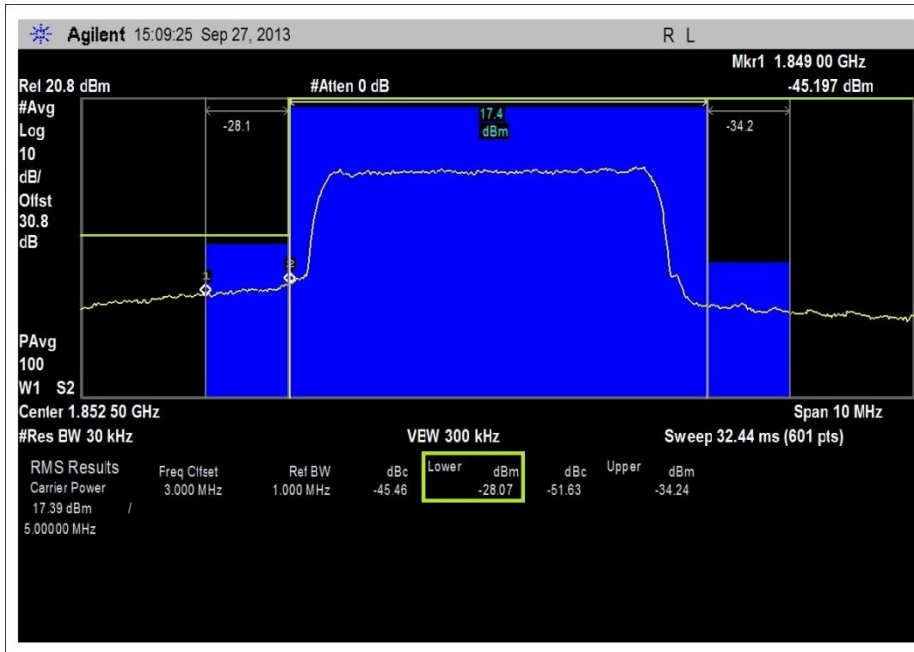 Agilent 15:09:25 Sep 27, 2013 R L
Mkr1 1.849 00 GHz
Ref 20.8 dBm #Atten 0 dB -45.197 dBm
#Avg
Log
10
dB/
Offst
30.8
dB
-28.1 17.4 -34.2
dBm
1 2
PAvg
100
W1 S2
Center 1.852 50 GHz Span 10 MHz
#Res BW 30 kHz VBW 300 kHz Sweep 32.44 ms (601 pts)
RMS Results Freq Offset Ref BW dBc Lower dBm dBc Upper dBm
Carrier Power 3.000 MHz 1.000 MHz -45.46 -28.07 -51.63 -34.24
17.39 dBm /
5.00000 MHz